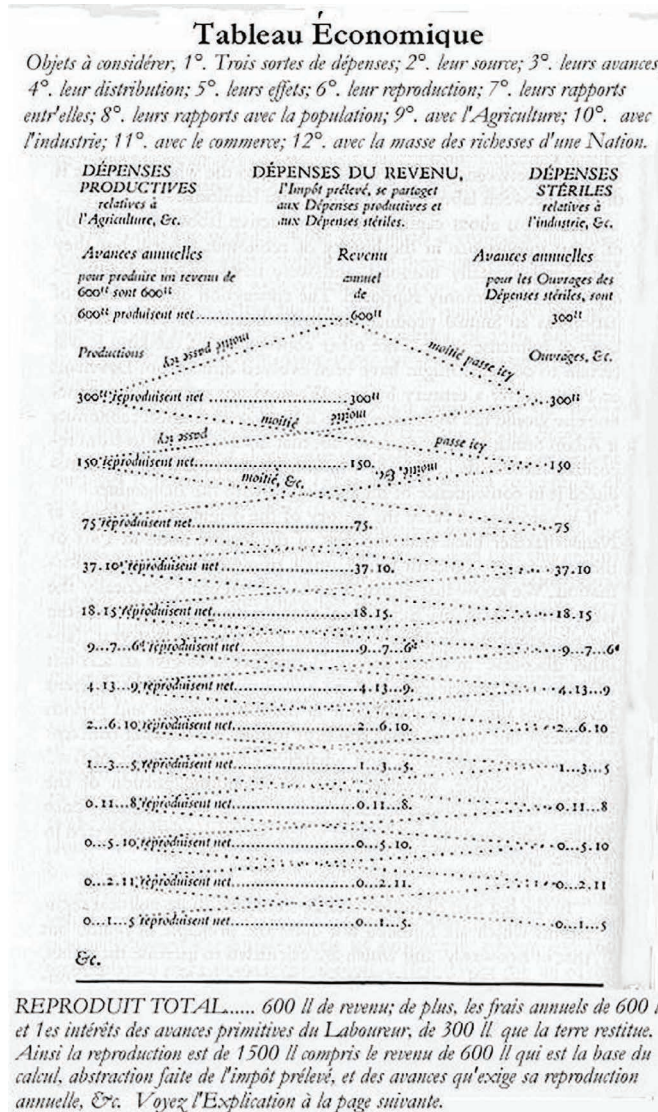 Tableau Économique
Objets à considérer, 1°. Trois sortes de dépenses; 2°. leur source; 3°. leurs avances
4°. leur distribution; 5°. leurs effets; 6°. leur reproduction; 7°. leurs rapports
entr'elles; 8°. leurs rapports avec la population; 9°. avec l'Agriculture; 10°. avec
l'industrie; 11°. avec le commerce; 12°. avec la masse des richesses d'une Nation.
DÉPENSES PRODUCTIVES relatives à l'Agriculture, &c.
DÉPENSES DU REVENU, l'Impôt prélevé, se partaget aux Dépenses productives et aux Dépenses stériles.
DÉPENSES STÉRILES relatives à l'industrie, &c.
Avances annuelles pour produire un revenu de 600ll sont 600ll
Revenu annuel de
Avances annuelles pour les Ouvrages des Dépenses stériles, sont
600ll produisent net 600ll 300ll
moitié passe icy moitié passe icy
Productions Ouvrages, &c.
300ll reproduisent net 300ll 300ll
moitié passe icy moitié passe icy
150 reproduisent net 150. 150
moitié, &c. moitié, &c.
75 reproduisent net 75. 75
37.10s reproduisent net 37.10. 37.10
18.15 reproduisent net 18.15. 18.15
9...7...6d reproduisent net 9...7...6d 9...7...6d
4.13...9 reproduisent net 4.13...9. 4.13...9
2...6.10 reproduisent net 2...6.10. 2...6.10
1...3...5 reproduisent net 1...3...5. 1...3...5
0.11...8 reproduisent net 0.11...8. 0.11...8
0...5.10 reproduisent net 0...5.10. 0...5.10
0...2.11 reproduisent net 0...2.11. 0...2.11
0...1...5 reproduisent net 0...1...5. 0...1...5
&c.
REPRODUIT TOTAL...... 600 ll de revenu; de plus, les frais annuels de 600 l
et les intérêts des avances primitives du Laboureur, de 300 ll que la terre restitue.
Ainsi la reproduction est de 1500 ll compris le revenu de 600 ll qui est la base du
calcul, abstraction faite de l'impôt prélevé, et des avances qu'exige sa reproduction
annuelle, &c. Voyez l'Explication à la page suivante.